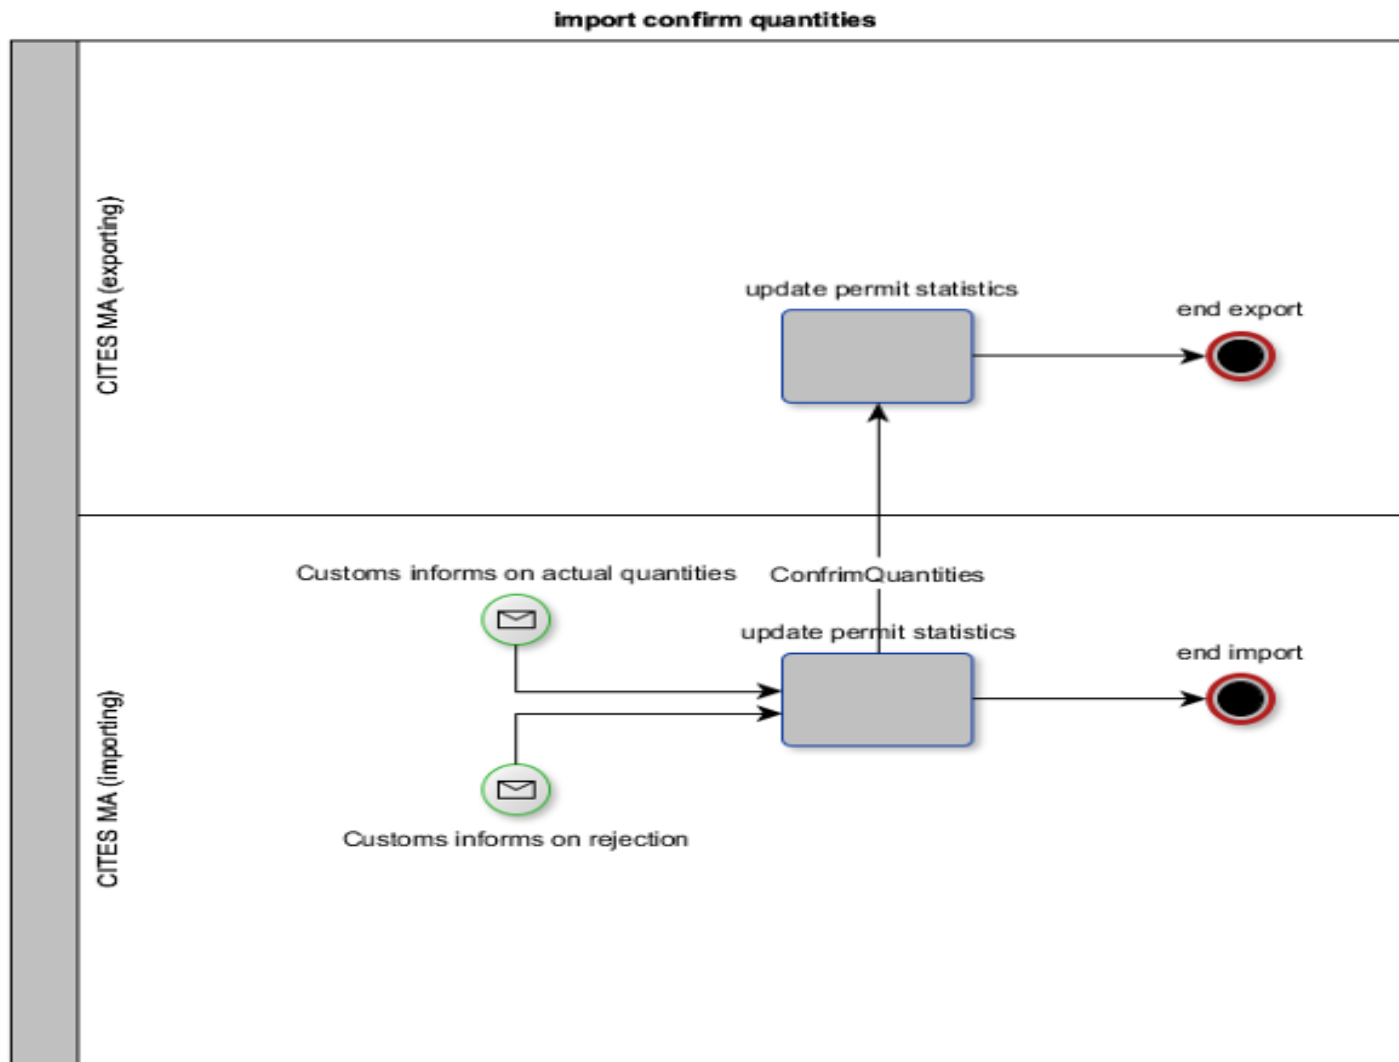 import confirm quantities
CITES MA (exporting)
update permit statistics
end export
Customs informs on actual quantities
ConfrimQuantities
update permit statistics
end import
CITES MA (importing)
Customs informs on rejection